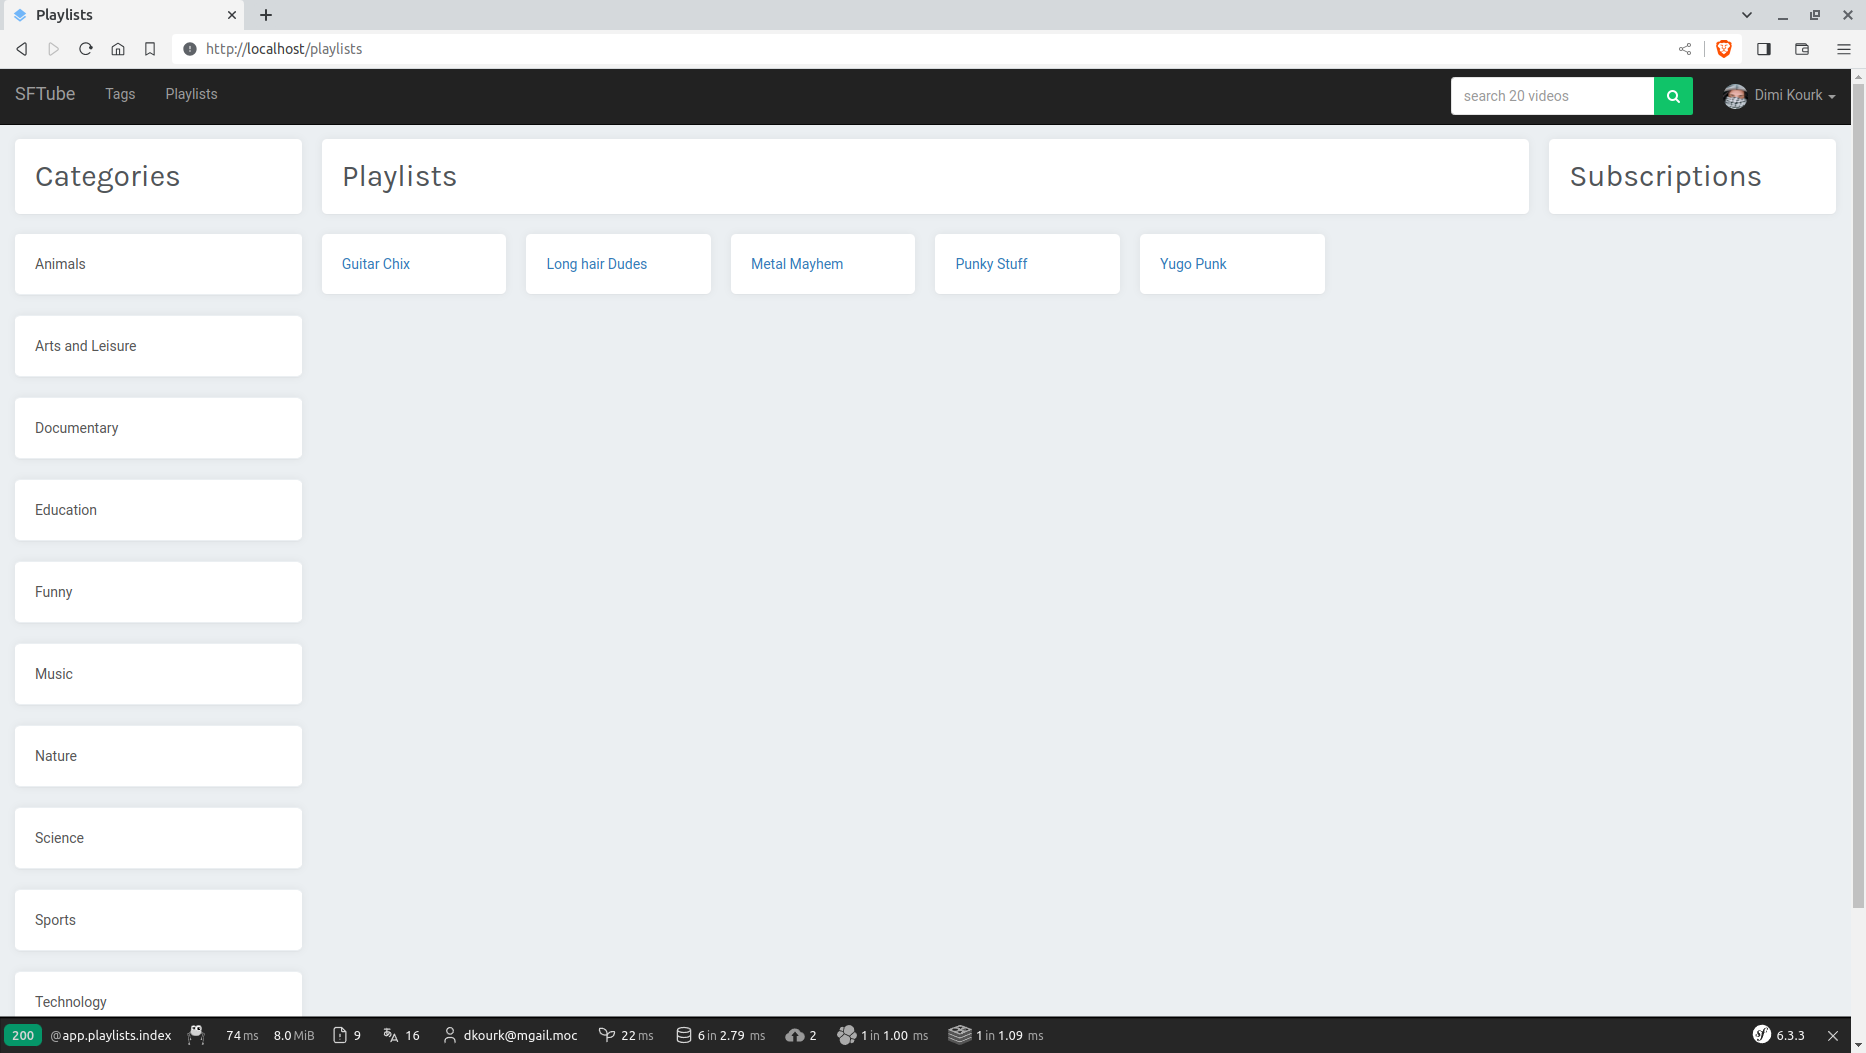 Playlists
http://localhost/playlists
SFTube Tags Playlists search 20 videos Dimi Kourk
Categories Playlists Subscriptions
Animals Guitar Chix Long hair Dudes Metal Mayhem Punky Stuff Yugo Punk
Arts and Leisure
Documentary
Education
Funny
Music
Nature
Science
Sports
Technology
200 @app.playlists.index 74 ms 8.0 MiB 9 16 dkourk@mgail.moc 22 ms 6 in 2.79 ms 2 1 in 1.00 ms 1 in 1.09 ms sf 6.3.3